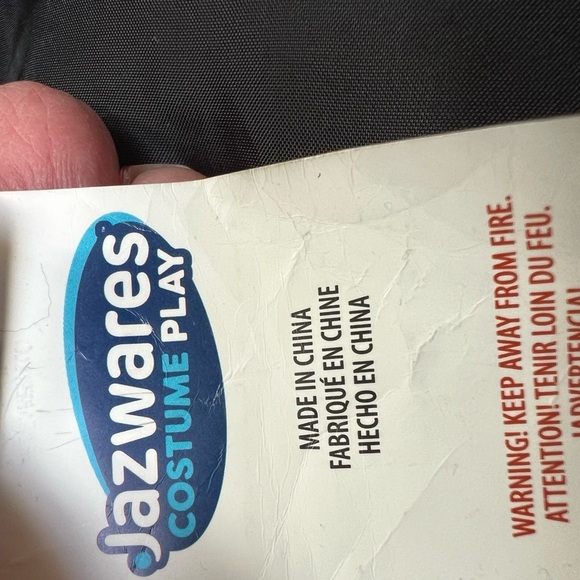 Jazwares
COSTUME PLAY
MADE IN CHINA
FABRIQUÉ EN CHINE
HECHO EN CHINA
WARNING! KEEP AWAY FROM FIRE.
ATTENTION! TENIR LOIN DU FEU.